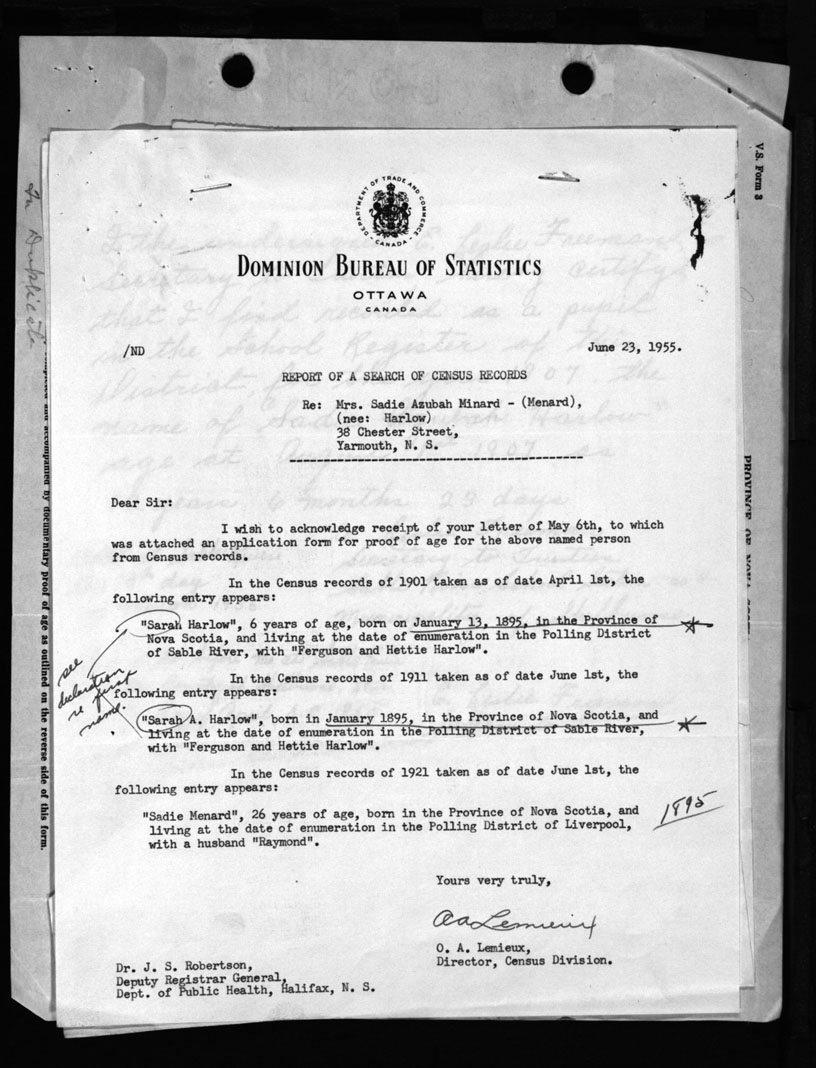 V.S. Form 3
In Duplicate
DEPARTMENT OF TRADE AND COMMERCE
CANADA
DOMINION BUREAU OF STATISTICS
OTTAWA
CANADA
/ND
June 23, 1955.
REPORT OF A SEARCH OF CENSUS RECORDS
Re: Mrs. Sadie Azubah Minard - (Menard),
(nee: Harlow)
38 Chester Street,
Yarmouth, N. S.
Dear Sir:
I wish to acknowledge receipt of your letter of May 6th, to which
was attached an application form for proof of age for the above named person
from Census records.
In the Census records of 1901 taken as of date April 1st, the
following entry appears:
"Sarah Harlow", 6 years of age, born on January 13, 1895, in the Province of
Nova Scotia, and living at the date of enumeration in the Polling District
of Sable River, with "Ferguson and Hettie Harlow".
see
declaration
re first
name.
In the Census records of 1911 taken as of date June 1st, the
following entry appears:
"Sarah A. Harlow", born in January 1895, in the Province of Nova Scotia, and
living at the date of enumeration in the Polling District of Sable River,
with "Ferguson and Hettie Harlow".
In the Census records of 1921 taken as of date June 1st, the
following entry appears:
"Sadie Menard", 26 years of age, born in the Province of Nova Scotia, and
living at the date of enumeration in the Polling District of Liverpool,
with a husband "Raymond".
1895
Yours very truly,
O A Lemieux
O. A. Lemieux,
Director, Census Division.
Dr. J. S. Robertson,
Deputy Registrar General,
Dept. of Public Health, Halifax, N. S.
and accompanied by documentary proof of age as outlined on the reverse side of this form.
PROVINCE OF